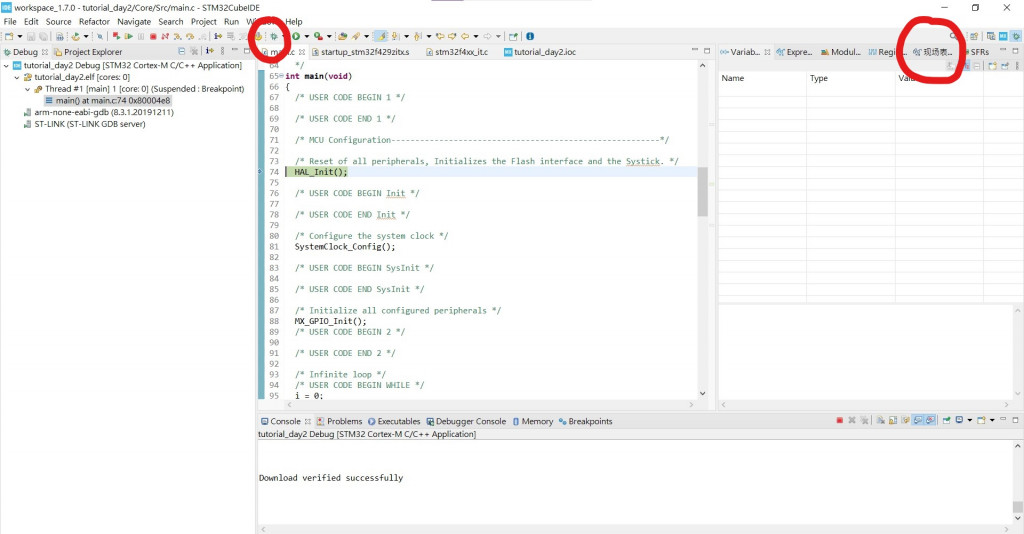 workspace_1.7.0 - tutorial_day2/Core/Src/main.c - STM32CubeIDE
File Edit Source Refactor Navigate Search Project Run Help
Debug
Project Explorer
tutorial_day2 Debug [STM32 Cortex-M C/C++ Application]
tutorial_day2.elf [cores: 0]
Thread #1 [main] 1 [core: 0] (Suspended : Breakpoint)
main() at main.c:74 0x80004e8
arm-none-eabi-gdb (8.3.1.20191211)
ST-LINK (ST-LINK GDB server)
startup_stm32f429zitx.s
stm32f4xx_it.c
tutorial_day2.ioc
64 */
65 int main(void)
66 {
67 /* USER CODE BEGIN 1 */
68
69 /* USER CODE END 1 */
70
71 /* MCU Configuration--------------------------------------------------------*/
72
73 /* Reset of all peripherals, Initializes the Flash interface and the Systick. */
74 HAL_Init();
75
76 /* USER CODE BEGIN Init */
77
78 /* USER CODE END Init */
79
80 /* Configure the system clock */
81 SystemClock_Config();
82
83 /* USER CODE BEGIN SysInit */
84
85 /* USER CODE END SysInit */
86
87 /* Initialize all configured peripherals */
88 MX_GPIO_Init();
89 /* USER CODE BEGIN 2 */
90
91 /* USER CODE END 2 */
92
93 /* Infinite loop */
94 /* USER CODE BEGIN WHILE */
95 i = 0;
Variab...
Expre...
Modul...
现场表...
SFRs
Name Type
Console
Problems
Executables
Debugger Console
Memory
Breakpoints
tutorial_day2 Debug [STM32 Cortex-M C/C++ Application]
Download verified successfully